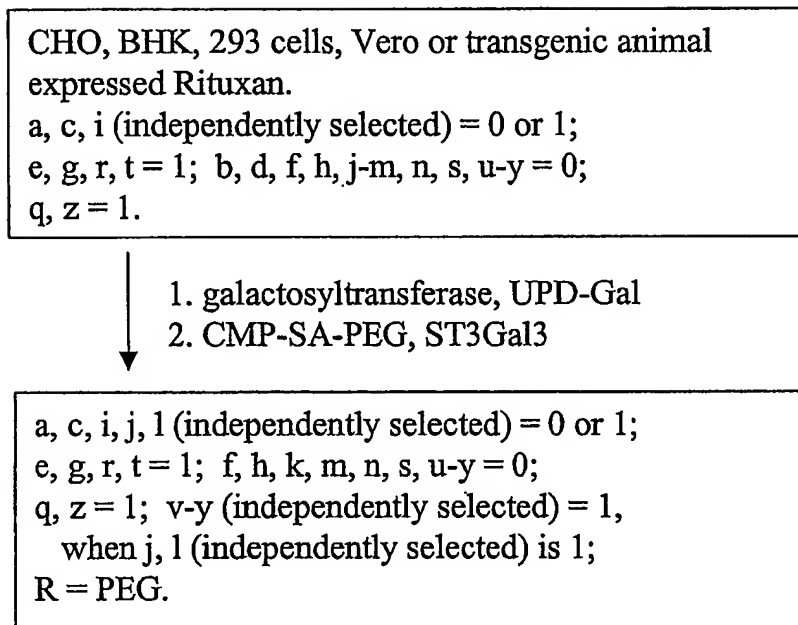 CHO, BHK, 293 cells, Vero or transgenic animal
expressed Rituxan.
a, c, i (independently selected) = 0 or 1;
e, g, r, t = 1; b, d, f, h, j-m, n, s, u-y = 0;
q, z = 1.
1. galactosyltransferase, UPD-Gal
2. CMP-SA-PEG, ST3Gal3
a, c, i, j, l (independently selected) = 0 or 1;
e, g, r, t = 1; f, h, k, m, n, s, u-y = 0;
q, z = 1; v-y (independently selected) = 1,
when j, l (independently selected) is 1;
R = PEG.